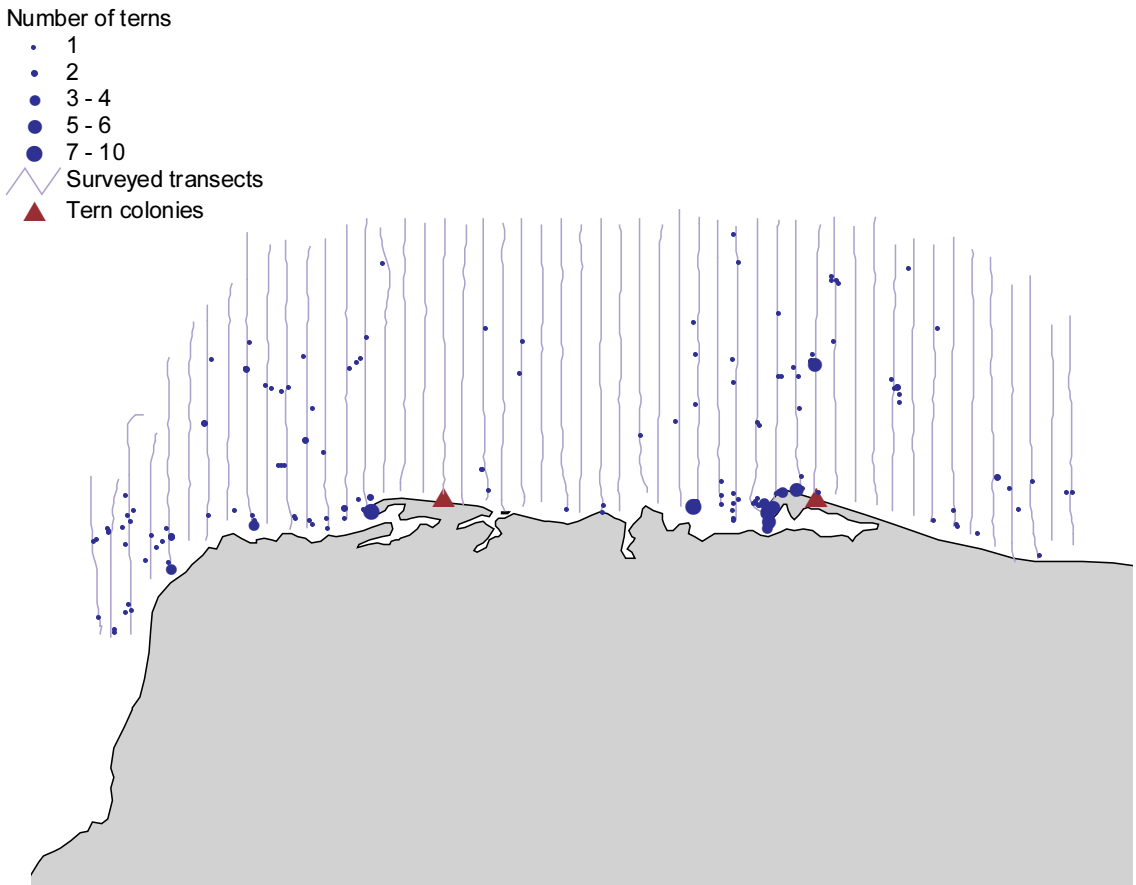 Number of terns
1
2
3 - 4
5 - 6
7 - 10
Surveyed transects
Tern colonies